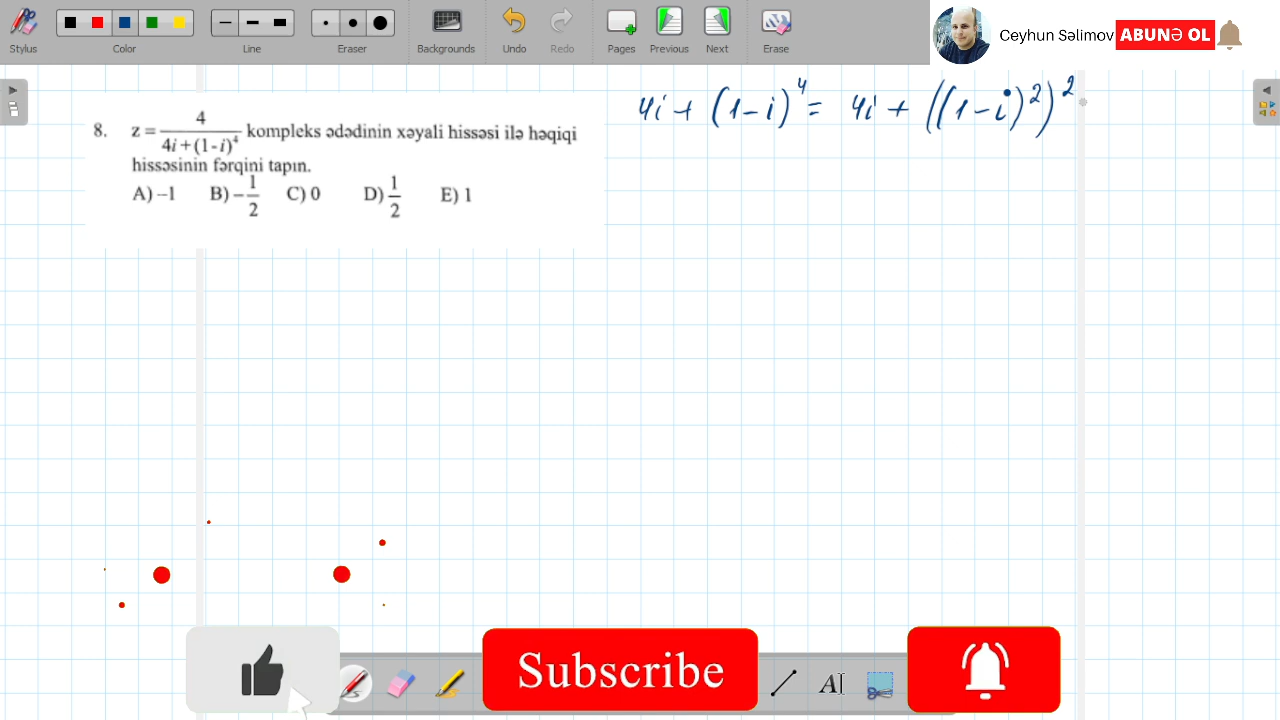 Stylus
Color
Line
Eraser
Backgrounds
Undo
Redo
Pages
Previous
Next
Erase
Ceyhun Səlimov
ABUNƏ OL
4i + (1-i)^4 = 4i + ((1-i)^2)^2
8. z = 4/(4i+(1-i)^4) kompleks ədədinin xəyali hissəsi ilə həqiqi
hissəsinin fərqini tapın.
A) –1 B) –1/2 C) 0 D) 1/2 E) 1
Subscribe